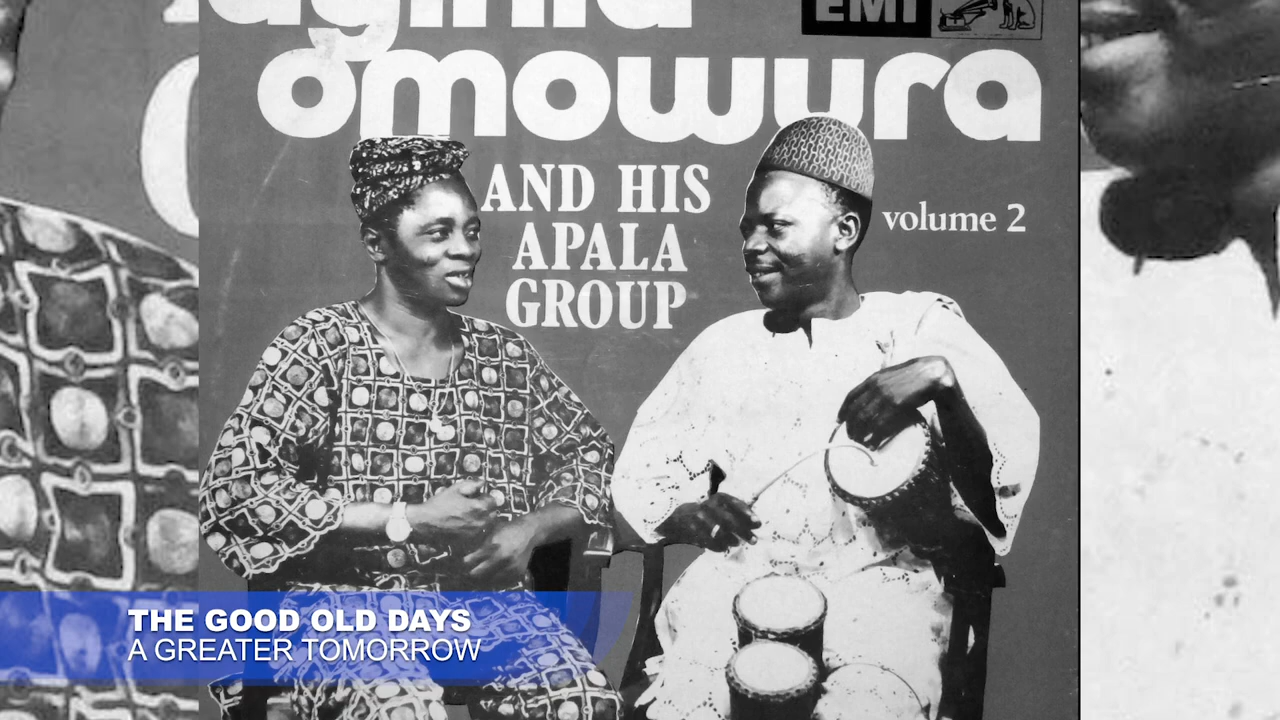 EMI
omowura
AND HIS
APALA
GROUP
volume 2
THE GOOD OLD DAYS
A GREATER TOMORROW